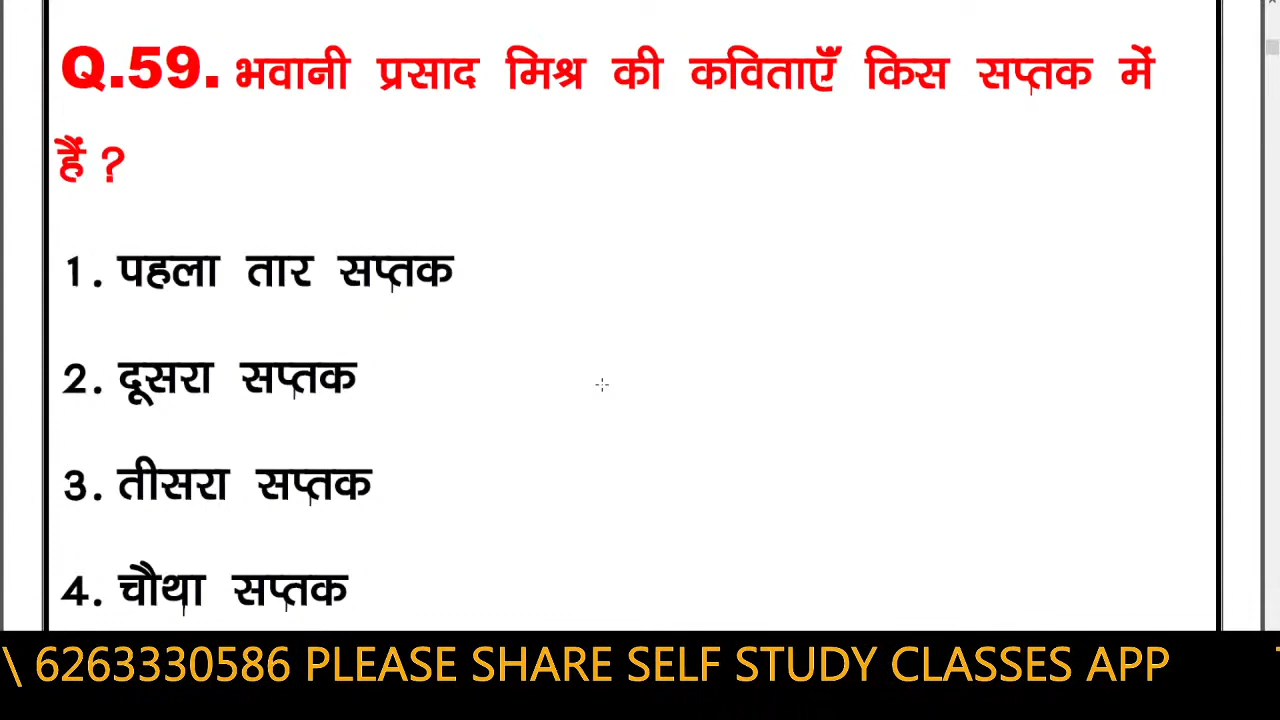 Q.59. भवानी प्रसाद मिश्र की कविताएँ किस सप्तक में
हैं ?
1. पहला तार सप्तक
2. दूसरा सप्तक
3. तीसरा सप्तक
4. चौथा सप्तक
\ 6263330586 PLEASE SHARE SELF STUDY CLASSES APP